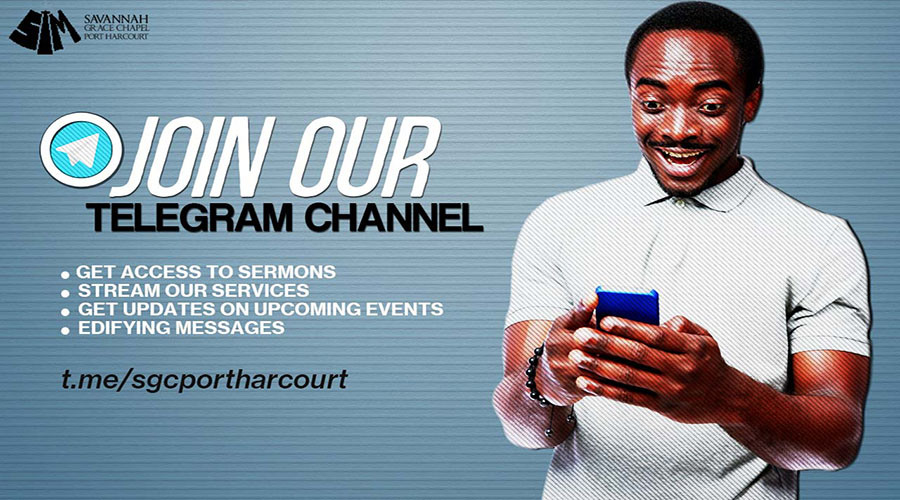 SIM
SAVANNAH
GRACE CHAPEL
PORT HARCOURT
JOIN OUR
TELEGRAM CHANNEL
• GET ACCESS TO SERMONS
• STREAM OUR SERVICES
• GET UPDATES ON UPCOMING EVENTS
• EDIFYING MESSAGES
t.me/sgcportharcourt